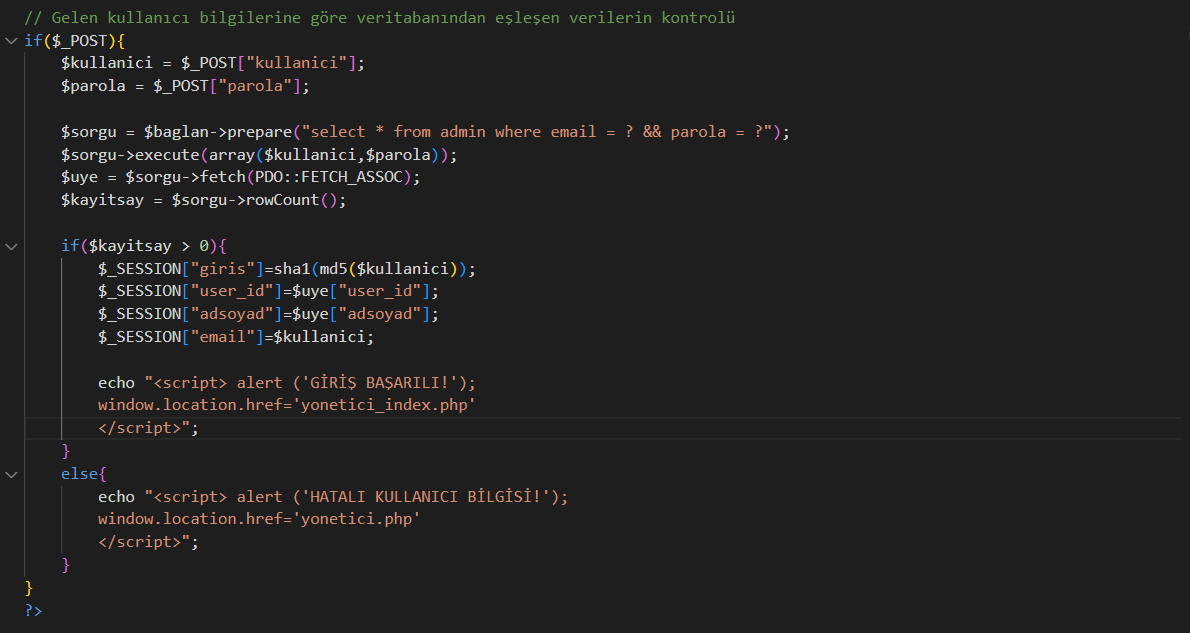 // Gelen kullanıcı bilgilerine göre veritabanından eşleşen verilerin kontrolü
if($_POST){
$kullanici = $_POST["kullanici"];
$parola = $_POST["parola"];
$sorgu = $baglan->prepare("select * from admin where email = ? && parola = ?");
$sorgu->execute(array($kullanici,$parola));
$uye = $sorgu->fetch(PDO::FETCH_ASSOC);
$kayitsay = $sorgu->rowCount();
if($kayitsay > 0){
$_SESSION["giris"]=sha1(md5($kullanici));
$_SESSION["user_id"]=$uye["user_id"];
$_SESSION["adsoyad"]=$uye["adsoyad"];
$_SESSION["email"]=$kullanici;
echo "<script> alert ('GİRİŞ BAŞARILI!');
window.location.href='yonetici_index.php'
</script>";
}
else{
echo "<script> alert ('HATALI KULLANICI BİLGİSİ!');
window.location.href='yonetici.php'
</script>";
}
}
?>